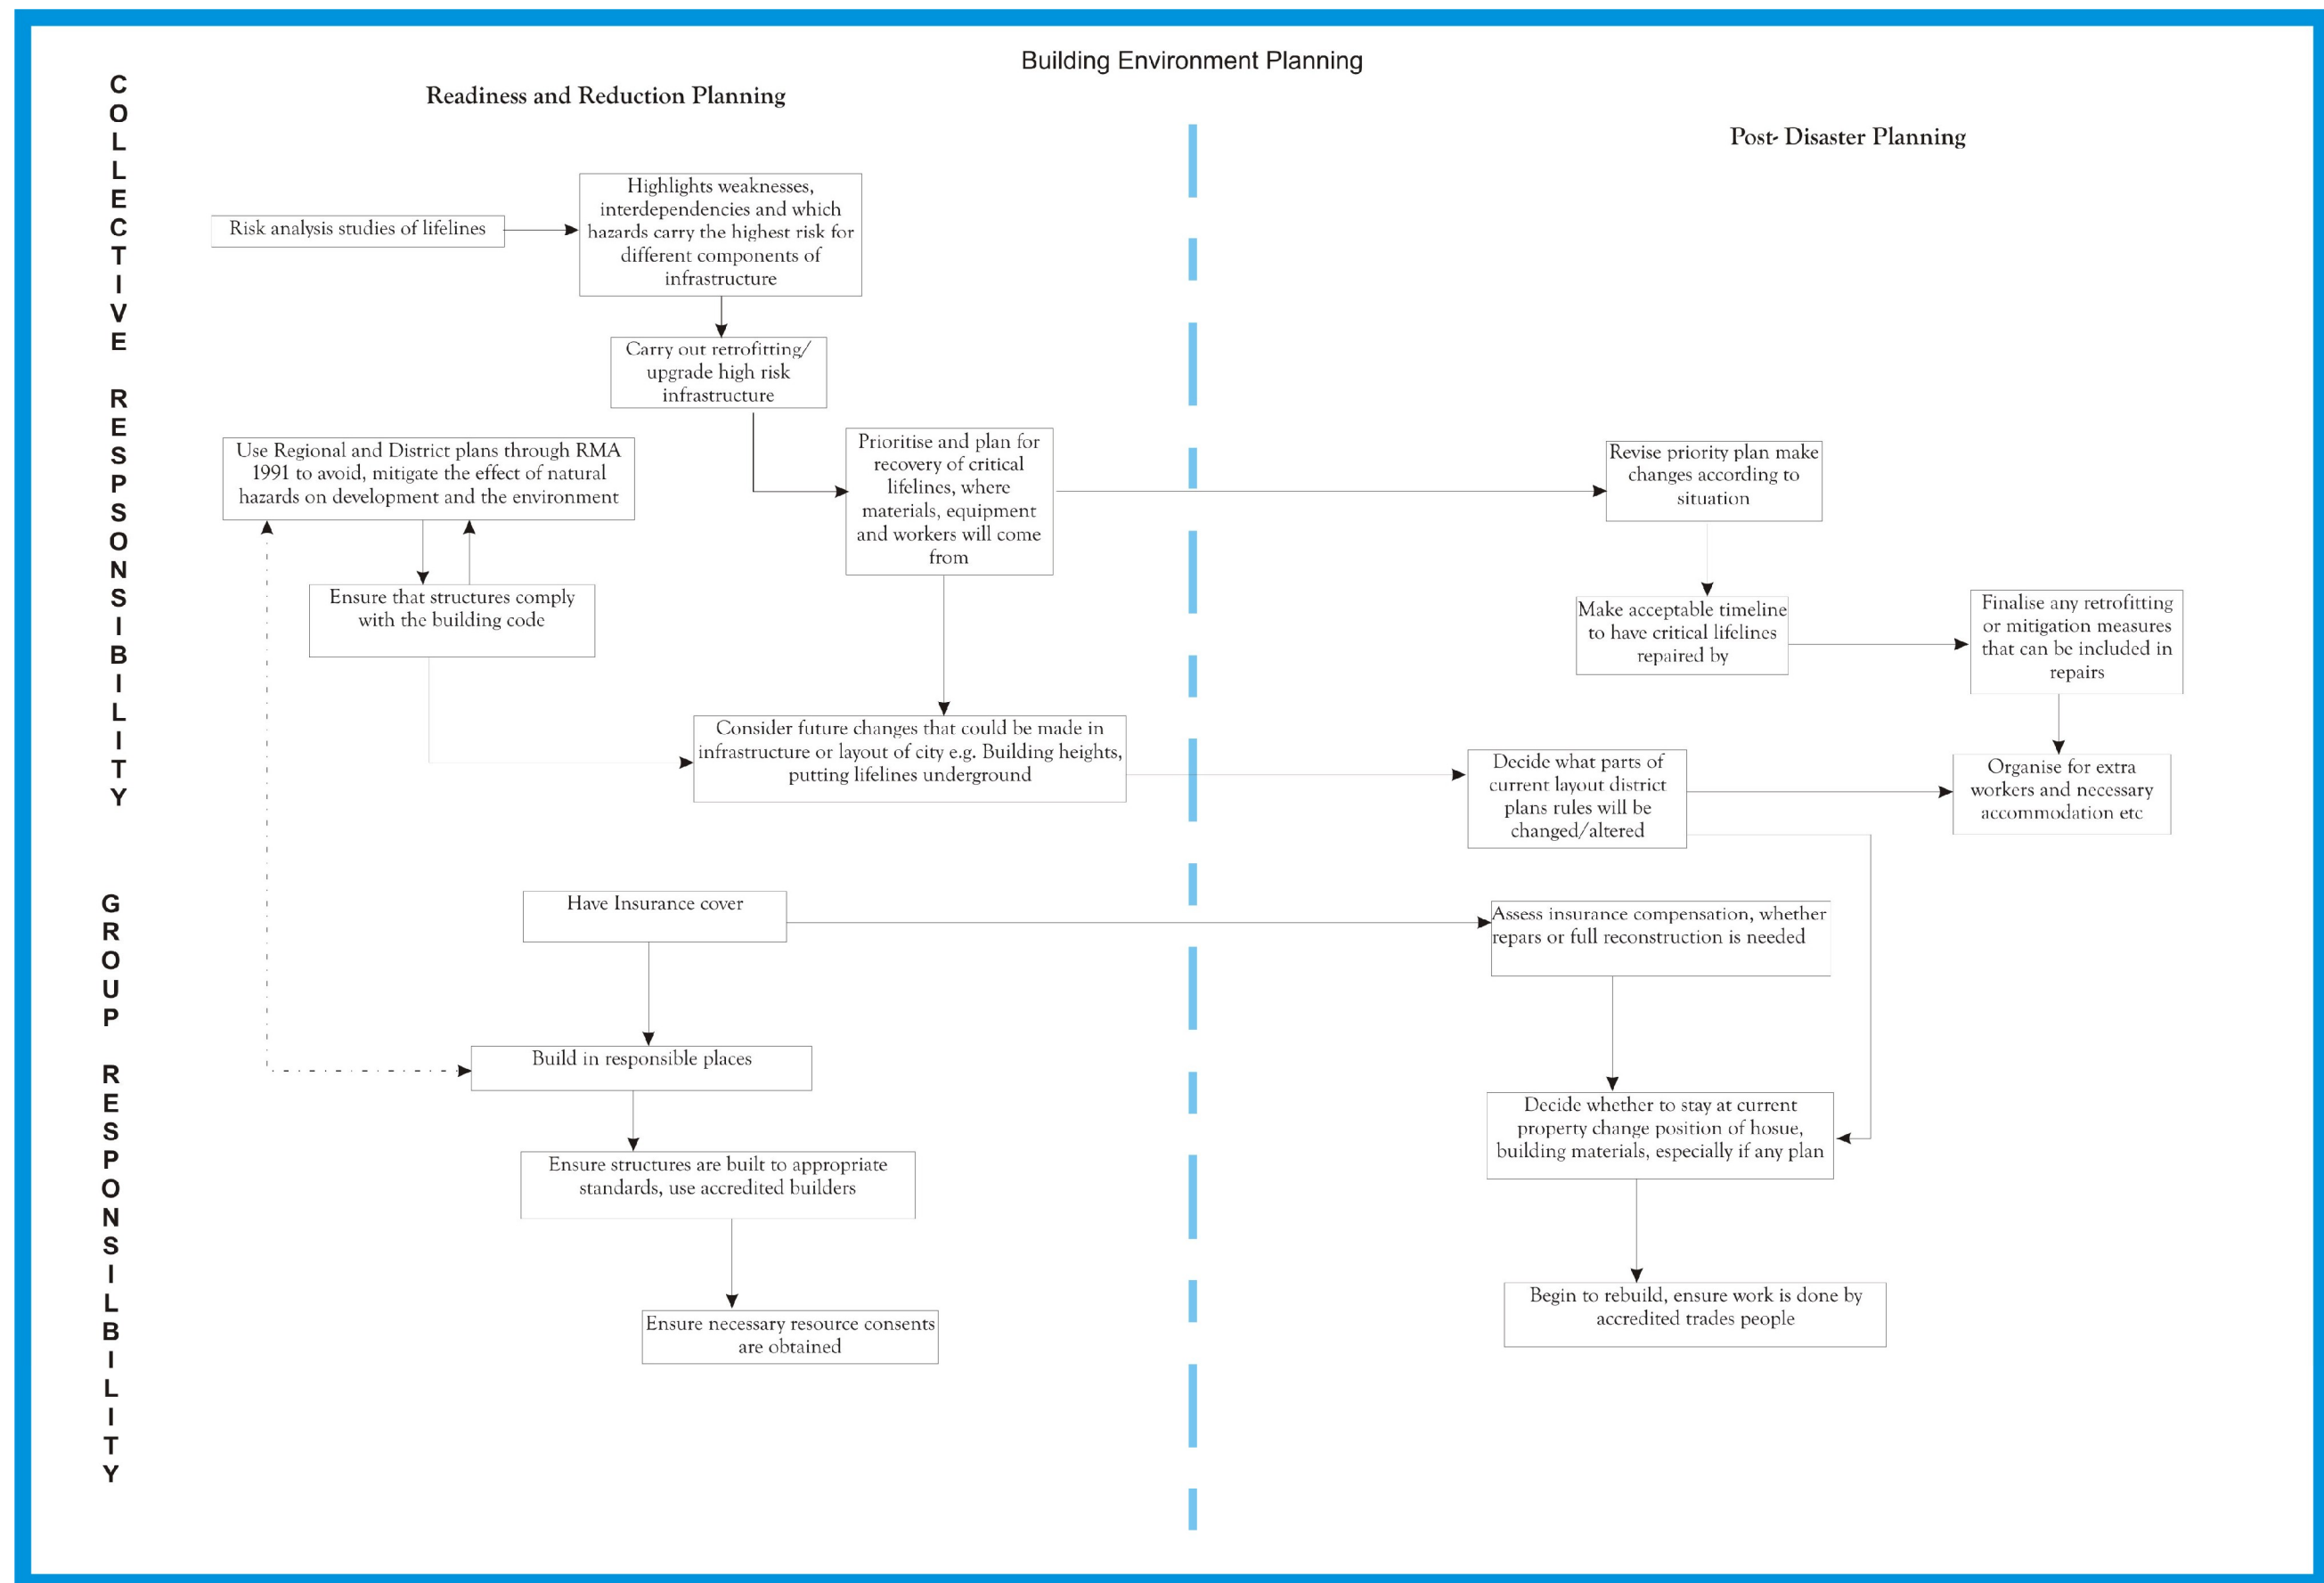 Building Environment Planning
Readiness and Reduction Planning
Post- Disaster Planning
COLLECTIVE RESPONSIBILITY
Risk analysis studies of lifelines
Highlights weaknesses,
interdependencies and which
hazards carry the highest risk for
different components of
infrastructure
Carry out retrofitting/
upgrade high risk
infrastructure
Use Regional and District plans through RMA
1991 to avoid, mitigate the effect of natural
hazards on development and the environment
Prioritise and plan for
recovery of critical
lifelines, where
materials, equipment
and workers will come
from
Revise priority plan make
changes according to
situation
Ensure that structures comply
with the building code
Make acceptable timeline
to have critical lifelines
repaired by
Finalise any retrofitting
or mitigation measures
that can be included in
repairs
Consider future changes that could be made in
infrastructure or layout of city e.g. Building heights,
putting lifelines underground
Decide what parts of
current layout district
plans rules will be
changed/altered
Organise for extra
workers and necessary
accommodation etc
GROUP RESPONSILBILITY
Have Insurance cover
Assess insurance compensation, whether
repars or full reconstruction is needed
Build in responsible places
Decide whether to stay at current
property change position of hosue,
building materials, especially if any plan
Ensure structures are built to appropriate
standards, use accredited builders
Begin to rebuild, ensure work is done by
accredited trades people
Ensure necessary resource consents
are obtained